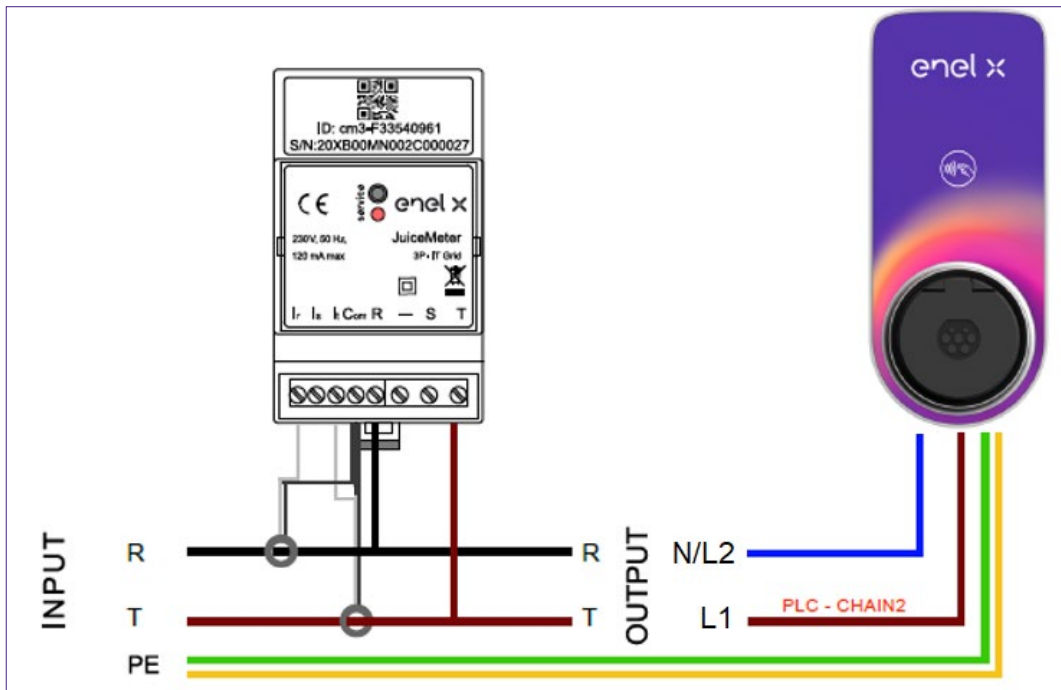 enel x
ID: cm3-F33540961
S/N:20XB00MN002C000027
CE
service
enel x
230V, 50 Hz,
120 mA max
JuiceMeter
3P+IT Grid
Ir Is It Com R — S T
INPUT
R
T
PE
R
T
OUTPUT
N/L2
L1
PLC - CHAIN2